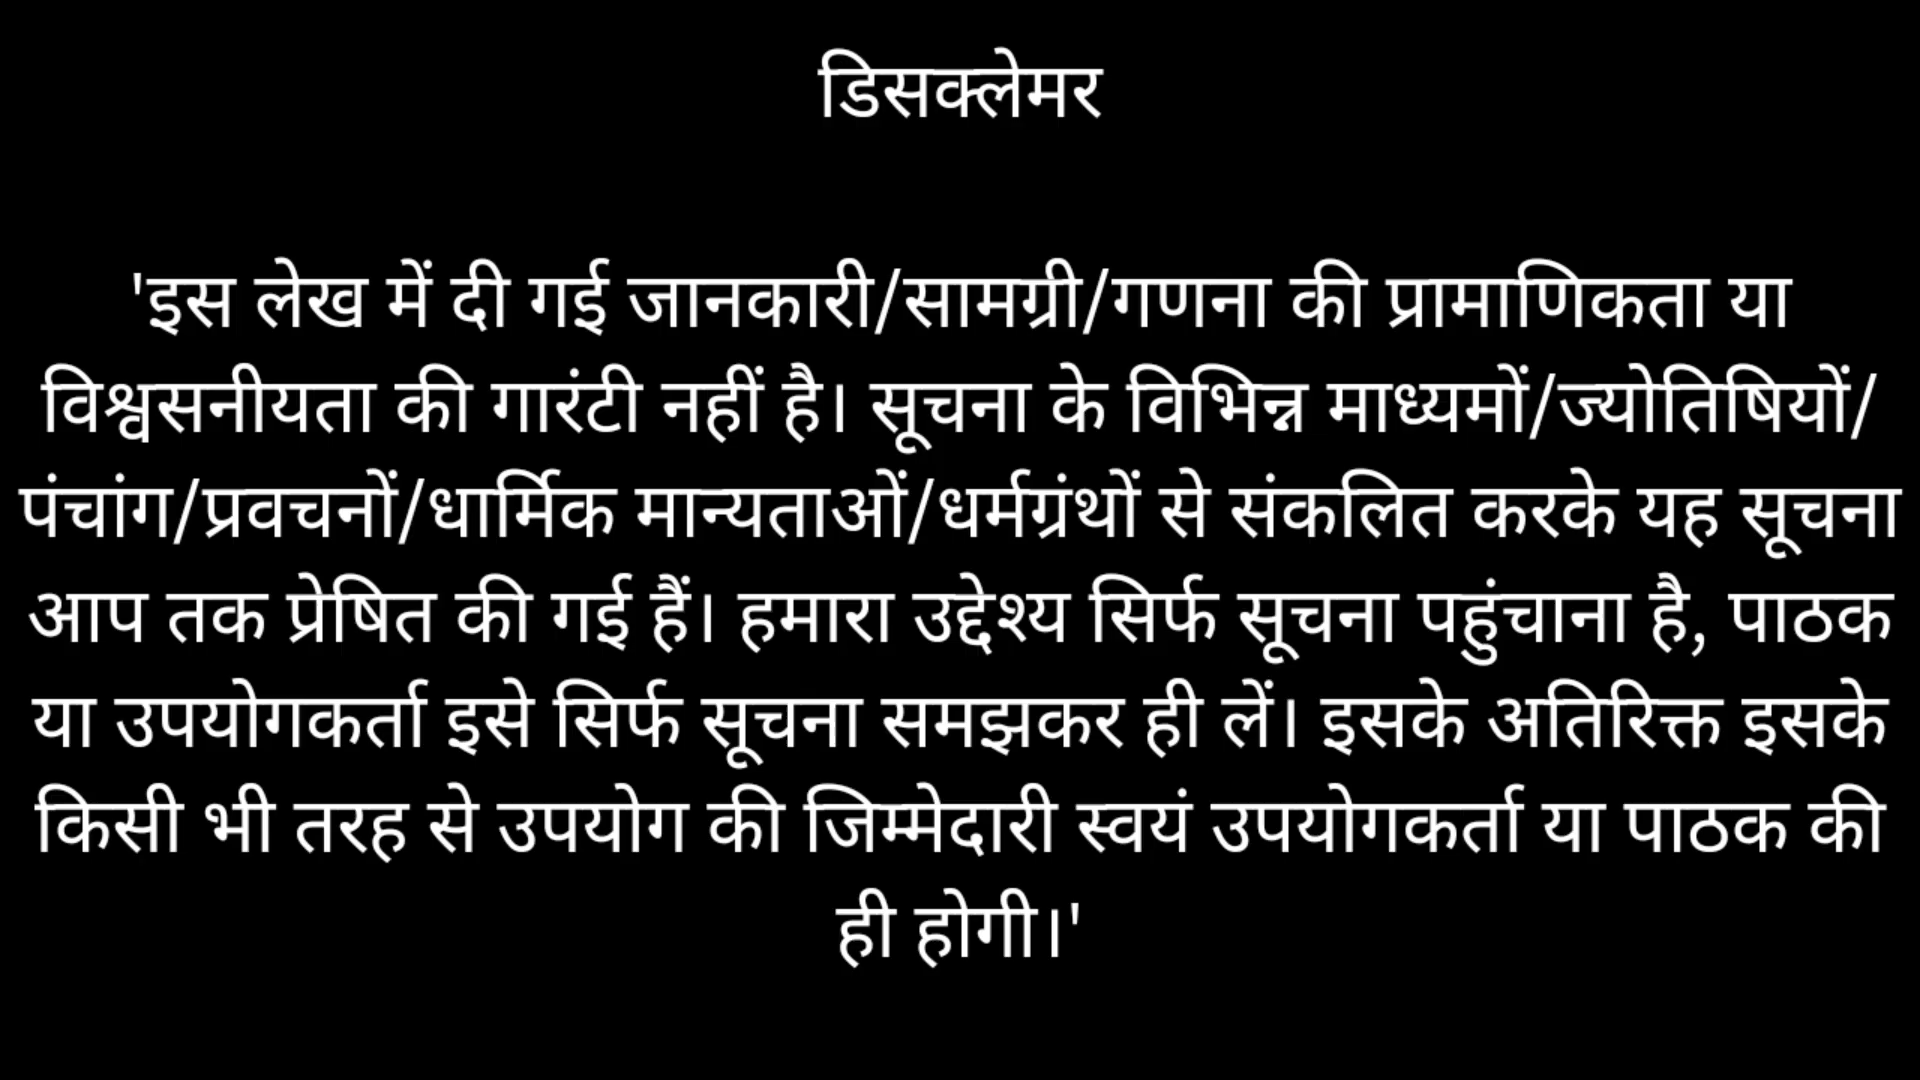 डिसक्लेमर
'इस लेख में दी गई जानकारी/सामग्री/गणना की प्रामाणिकता या
विश्वसनीयता की गारंटी नहीं है। सूचना के विभिन्न माध्यमों/ज्योतिषियों/
पंचांग/प्रवचनों/धार्मिक मान्यताओं/धर्मग्रंथों से संकलित करके यह सूचना
आप तक प्रेषित की गई हैं। हमारा उद्देश्य सिर्फ सूचना पहुंचाना है, पाठक
या उपयोगकर्ता इसे सिर्फ सूचना समझकर ही लें। इसके अतिरिक्त इसके
किसी भी तरह से उपयोग की जिम्मेदारी स्वयं उपयोगकर्ता या पाठक की
ही होगी।'